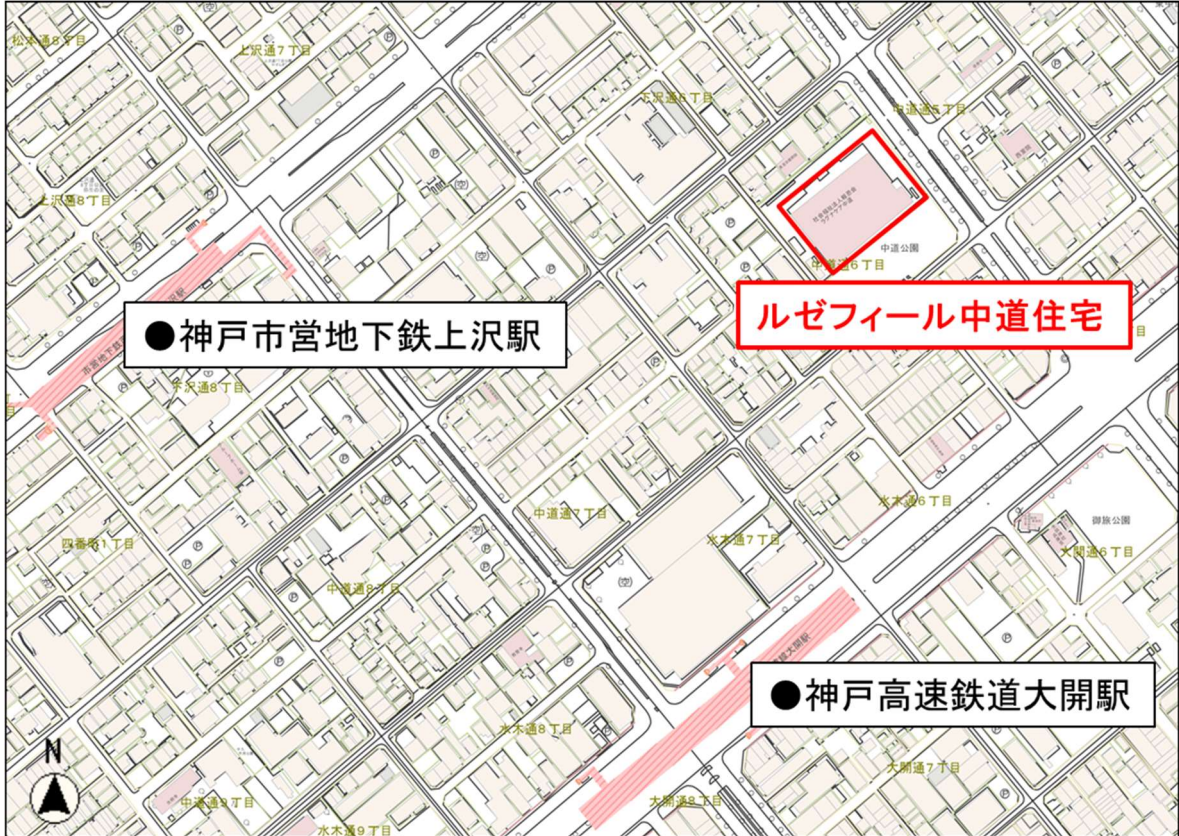 松本通8丁目
上沢通7丁目
下沢通6丁目
中道通5丁目
上沢通8丁目
中道公園
中道通6丁目
ルゼフィール中道住宅
●神戸市営地下鉄上沢駅
下沢通8丁目
水木通6丁目
中道通7丁目
御旅公園
四番町1丁目
水木通7丁目
大開通6丁目
(空)
(空)
(空)
(空)
中道通8丁目
●神戸高速鉄道大開駅
水木通8丁目
大開通7丁目
N
中道通9丁目
大開通8丁目
水木通9丁目